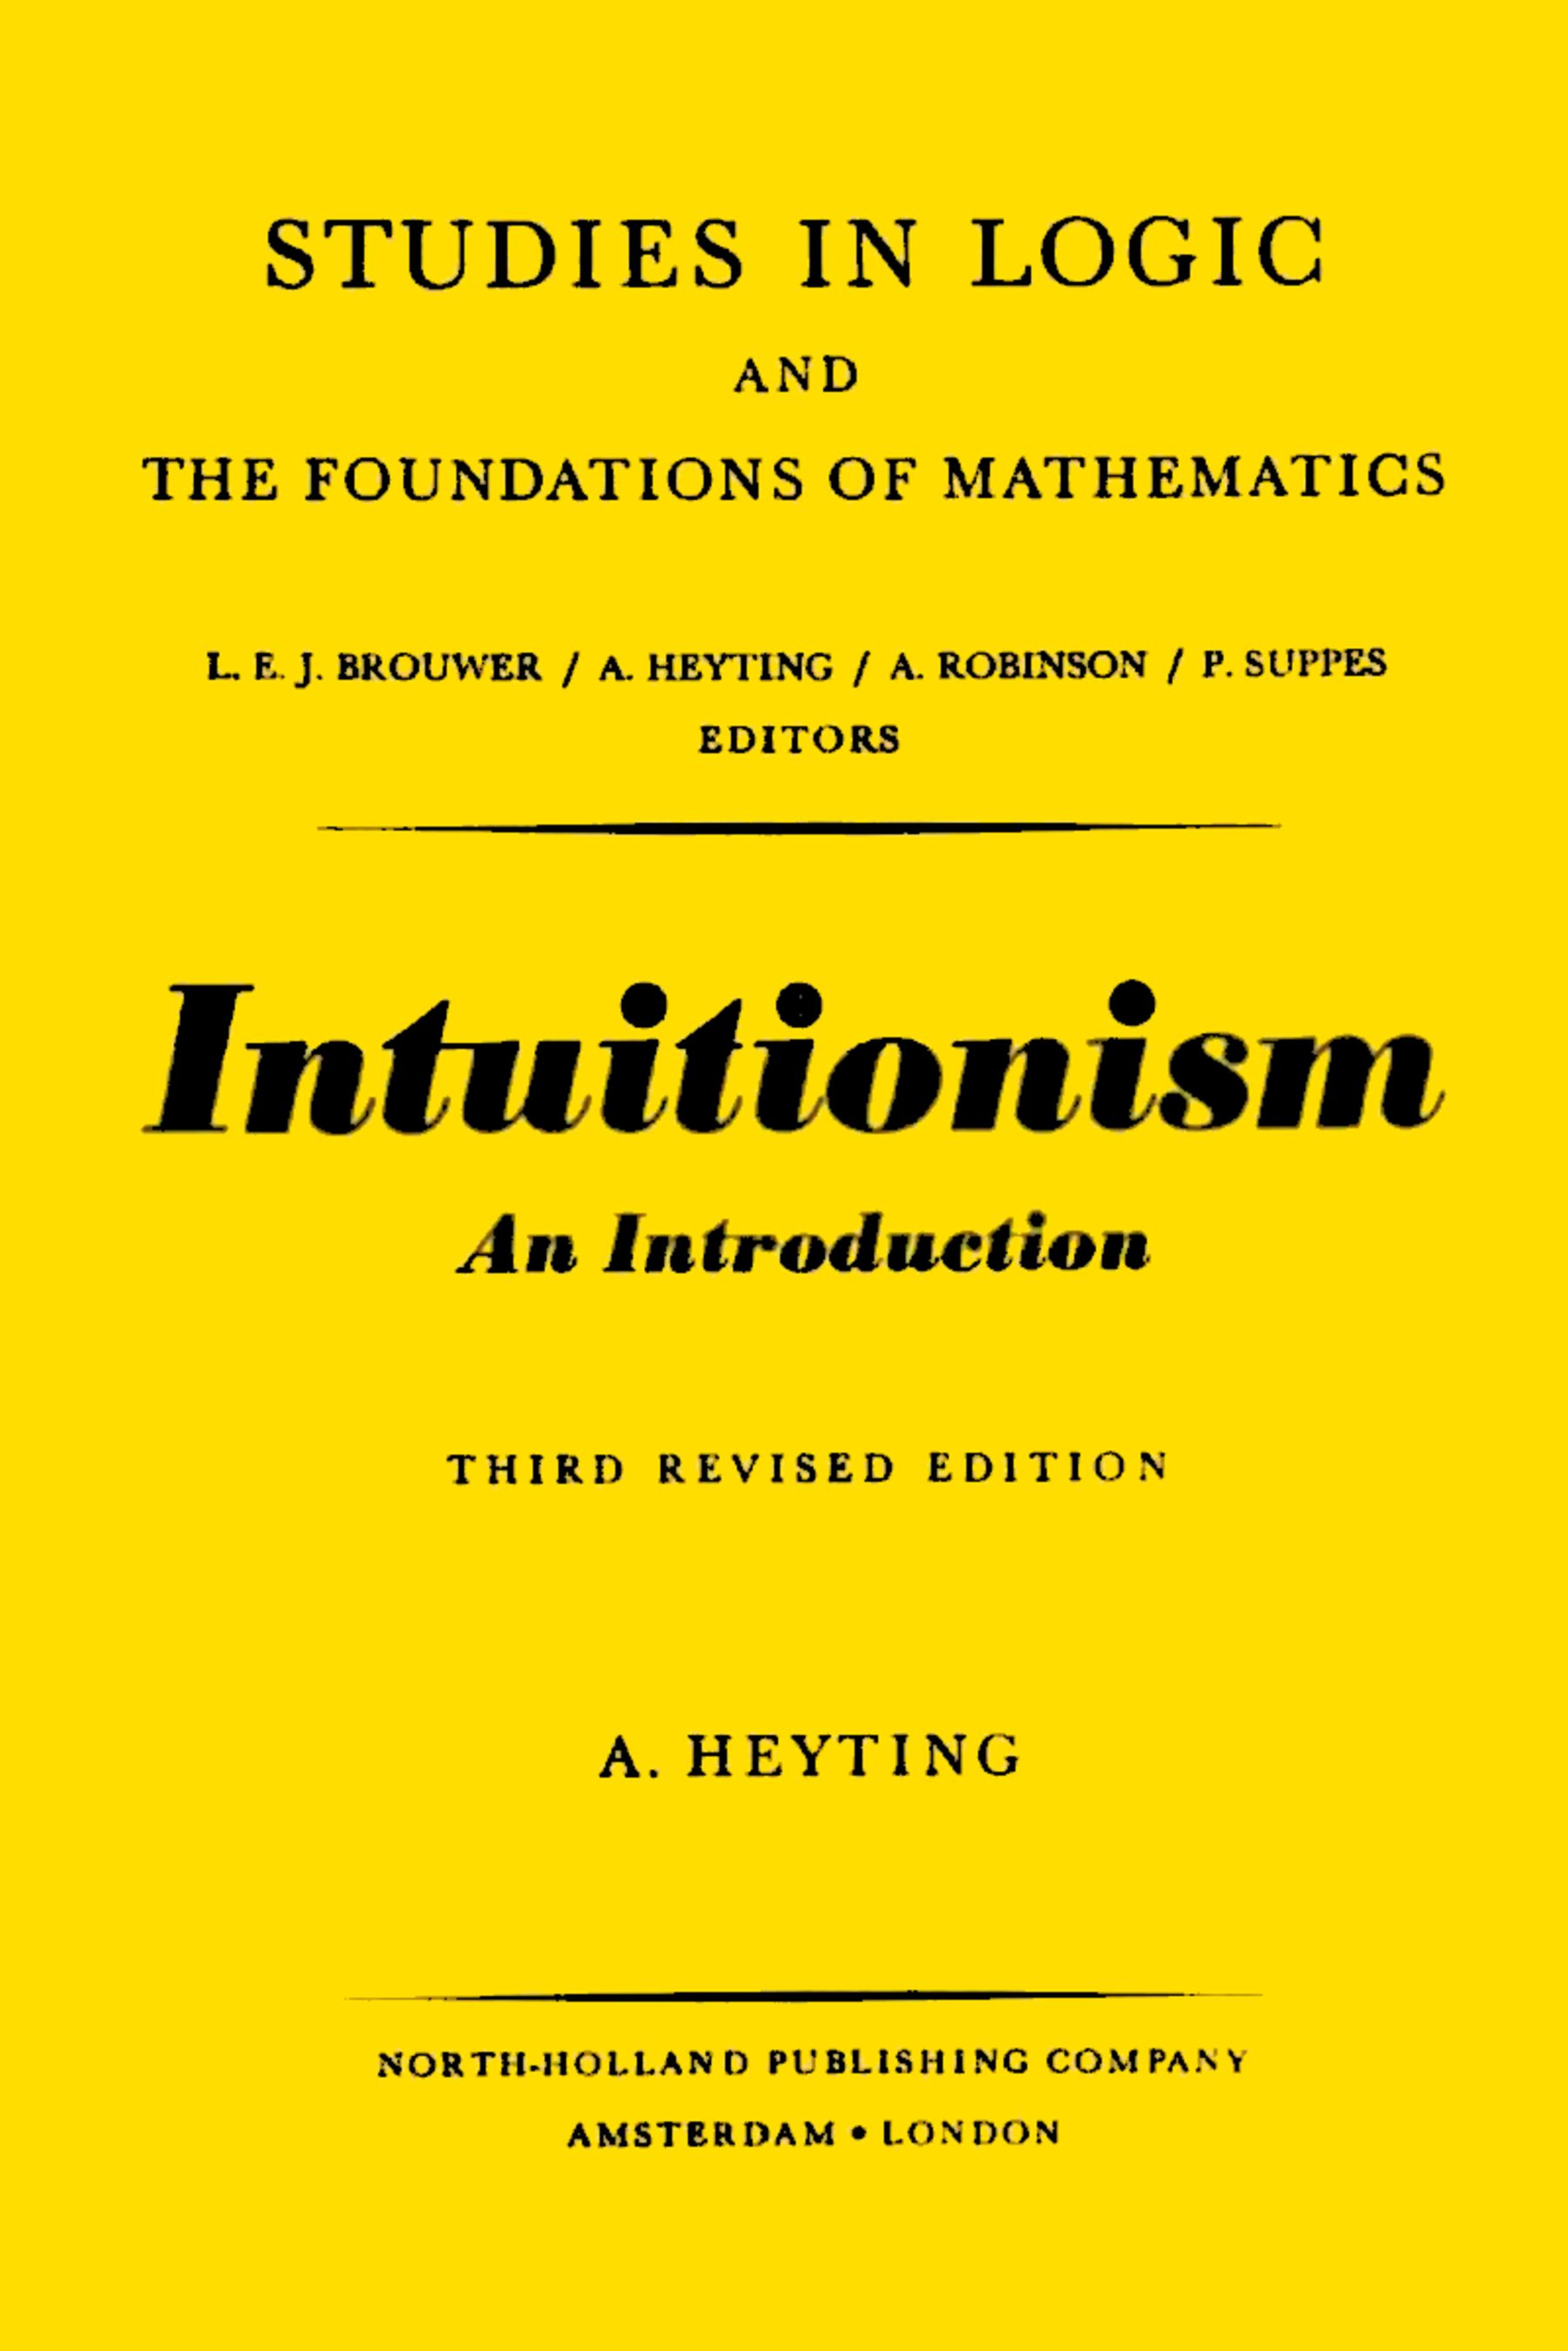 STUDIES IN LOGIC
AND
THE FOUNDATIONS OF MATHEMATICS
L. E. J. BROUWER / A. HEYTING / A. ROBINSON / P. SUPPES
EDITORS
Intuitionism
An Introduction
THIRD REVISED EDITION
A. HEYTING
NORTH-HOLLAND PUBLISHING COMPANY
AMSTERDAM • LONDON